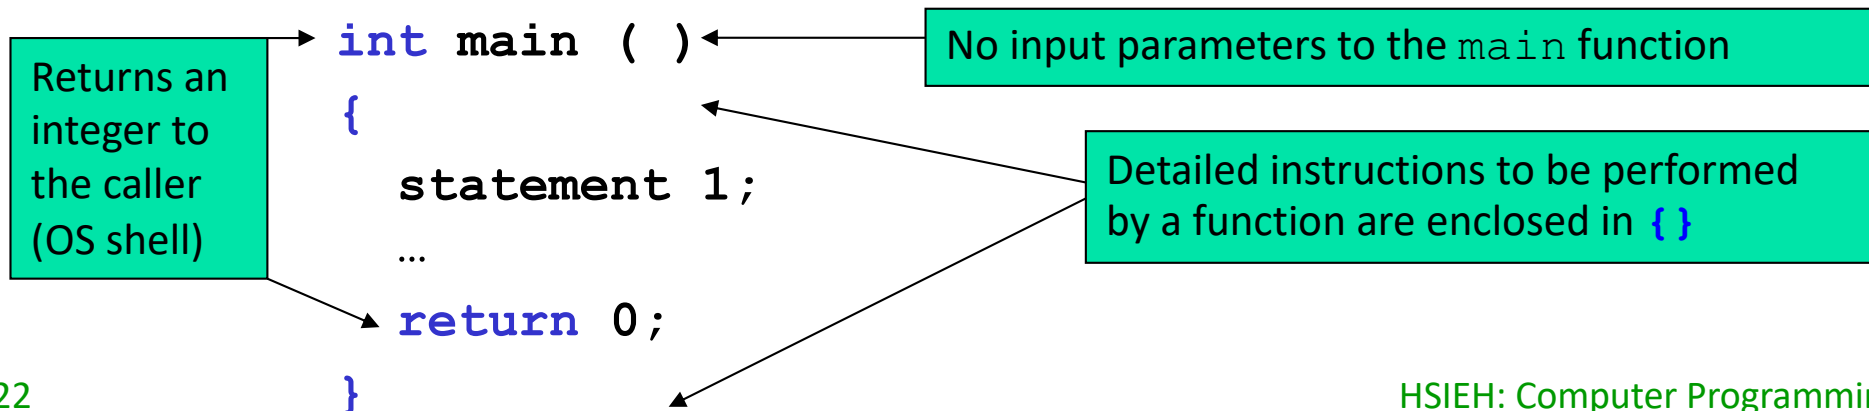 int main ( )
No input parameters to the main function
Returns an
integer to
the caller
(OS shell)
{
statement 1;
…
return 0;
}
Detailed instructions to be performed
by a function are enclosed in { }
22
HSIEH: Computer